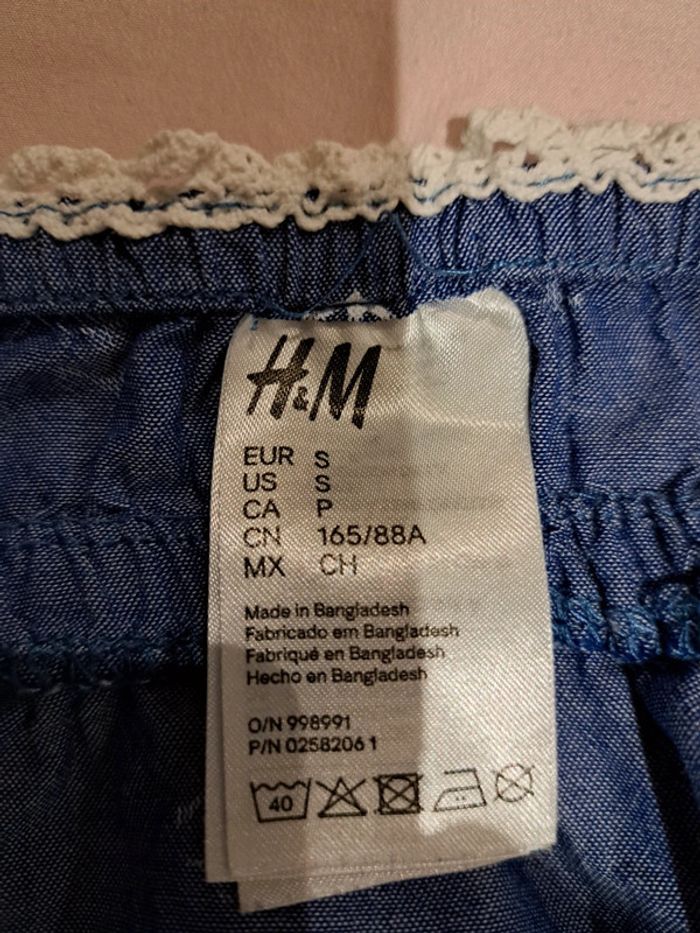 H&M
EUR S
US S
CA P
CN 165/88A
MX CH
Made in Bangladesh
Fabricado em Bangladesh
Fabriqué en Bangladesh
Hecho en Bangladesh
O/N 998991
P/N 02582061
40